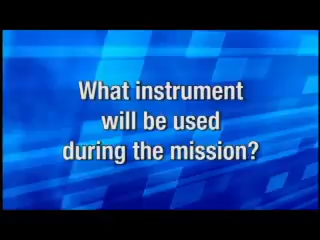 What instrument
will be used
during the mission?